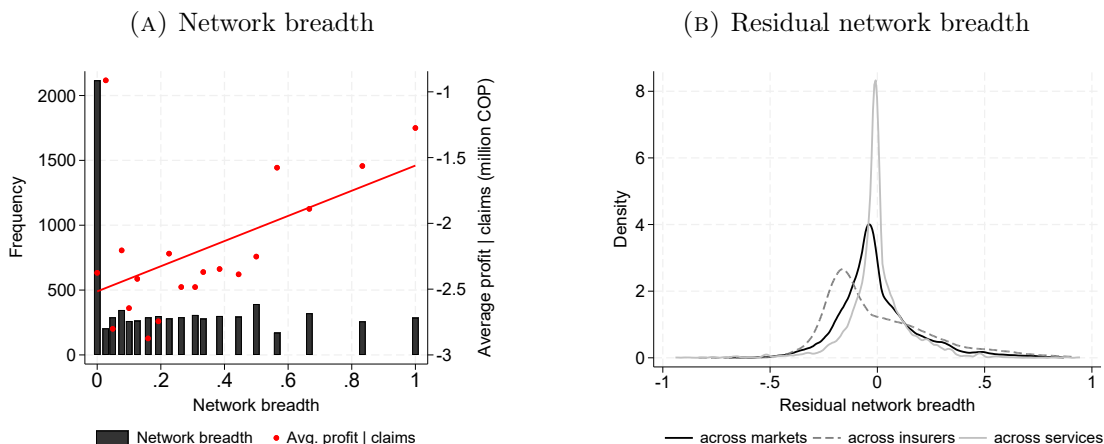 (A) Network breadth
2000
1500
1000
500
0
Frequency
-1
-1.5
-2
-2.5
-3
Average profit | claims (million COP)
0 .2 .4 .6 .8 1
Network breadth
Network breadth Avg. profit | claims
(B) Residual network breadth
8
6
4
2
0
Density
-1 -.5 0 .5 1
Residual network breadth
across markets across insurers across services